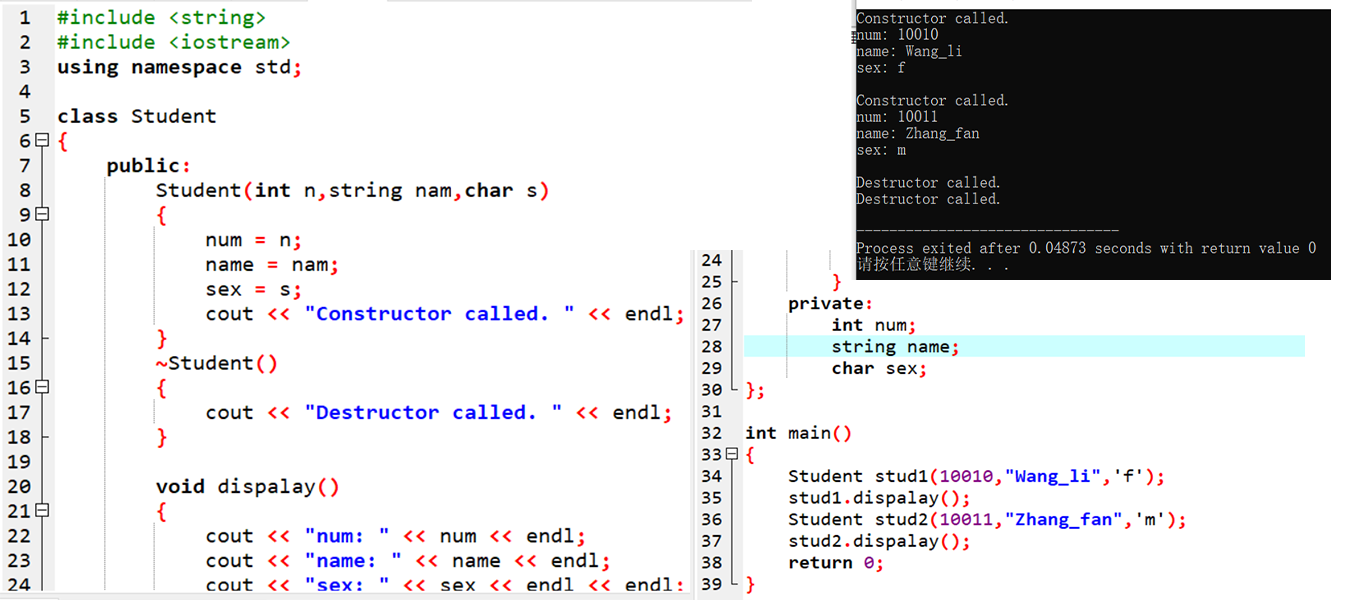 1 #include <string>
2 #include <iostream>
3 using namespace std;
4
5 class Student
6 {
7 public:
8 Student(int n,string nam,char s)
9 {
10 num = n;
11 name = nam;
12 sex = s;
13 cout << "Constructor called. " << endl;
14 }
15 ~Student()
16 {
17 cout << "Destructor called. " << endl;
18 }
19
20 void dispalay()
21 {
22 cout << "num: " << num << endl;
23 cout << "name: " << name << endl;
24 cout << "sex: " << sex << endl << endl;
24
25 }
26 private:
27 int num;
28 string name;
29 char sex;
30 };
31
32 int main()
33 {
34 Student stud1(10010,"Wang_li",'f');
35 stud1.dispalay();
36 Student stud2(10011,"Zhang_fan",'m');
37 stud2.dispalay();
38 return 0;
39 }
Constructor called.
num: 10010
name: Wang_li
sex: f
Constructor called.
num: 10011
name: Zhang_fan
sex: m
Destructor called.
Destructor called.
--------------------------------
Process exited after 0.04873 seconds with return value 0
请按任意键继续. . .